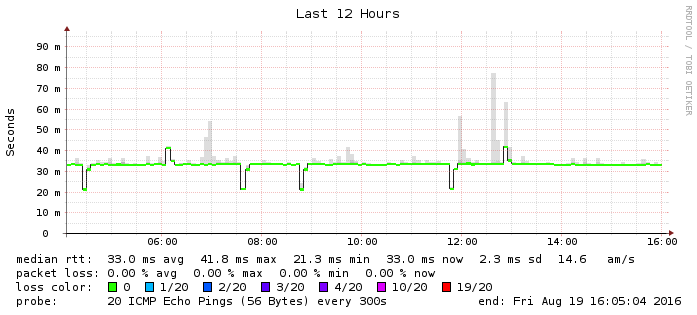 Last 12 Hours
RRDTOOL / TOBI OETIKER
Seconds
90 m
80 m
70 m
60 m
50 m
40 m
30 m
20 m
10 m
0
06:00 08:00 10:00 12:00 14:00 16:00
median rtt: 33.0 ms avg 41.8 ms max 21.3 ms min 33.0 ms now 2.3 ms sd 14.6 am/s
packet loss: 0.00 % avg 0.00 % max 0.00 % min 0.00 % now
loss color: 0 1/20 2/20 3/20 4/20 10/20 19/20
probe: 20 ICMP Echo Pings (56 Bytes) every 300s end: Fri Aug 19 16:05:04 2016